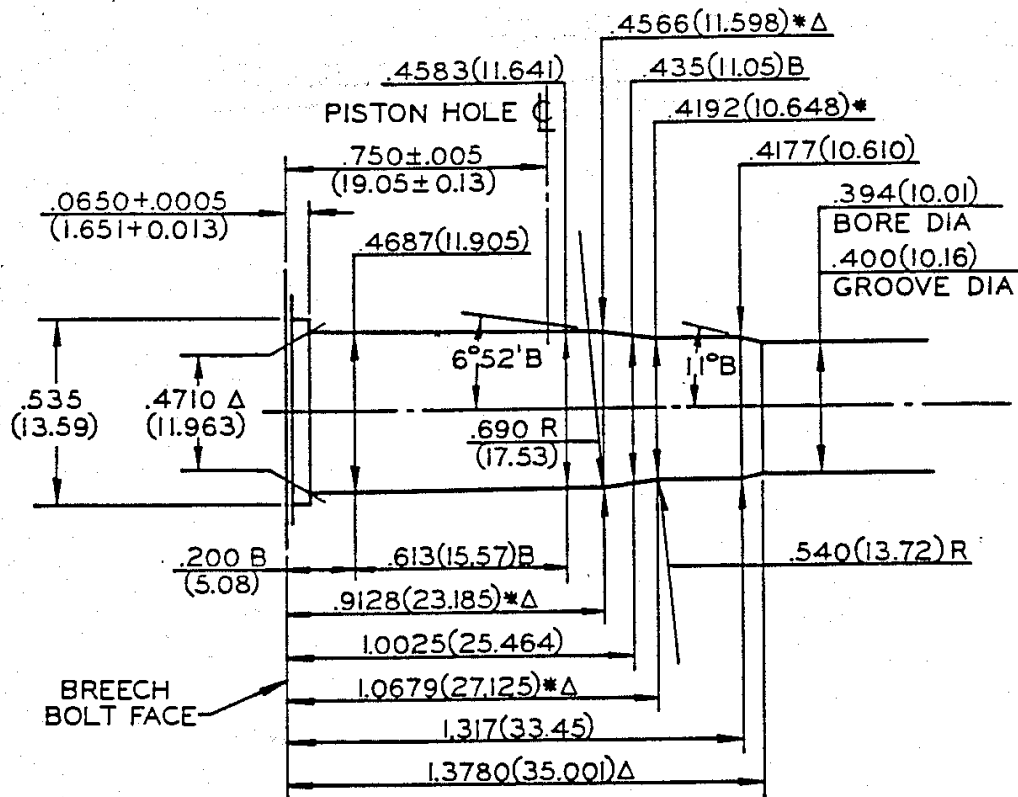 .4566(11.598)*Δ
.4583(11.641)
.435(11.05)B
PISTON HOLE ℄
.4192(10.648)*
.750±.005
(19.05±0.13)
.4177(10.610)
.0650+.0005
(1.651+0.013)
.394(10.01)
BORE DIA
.4687(11.905)
.400(10.16)
GROOVE DIA
6°52'B
11°B
.535
(13.59)
.4710 Δ
(11.963)
.690 R
(17.53)
.200 B
(5.08)
.613(15.57)B
.540(13.72)R
.9128(23.185)*Δ
1.0025(25.464)
BREECH
BOLT FACE
1.0679(27.125)*Δ
1.317(33.45)
1.3780(35.001)Δ